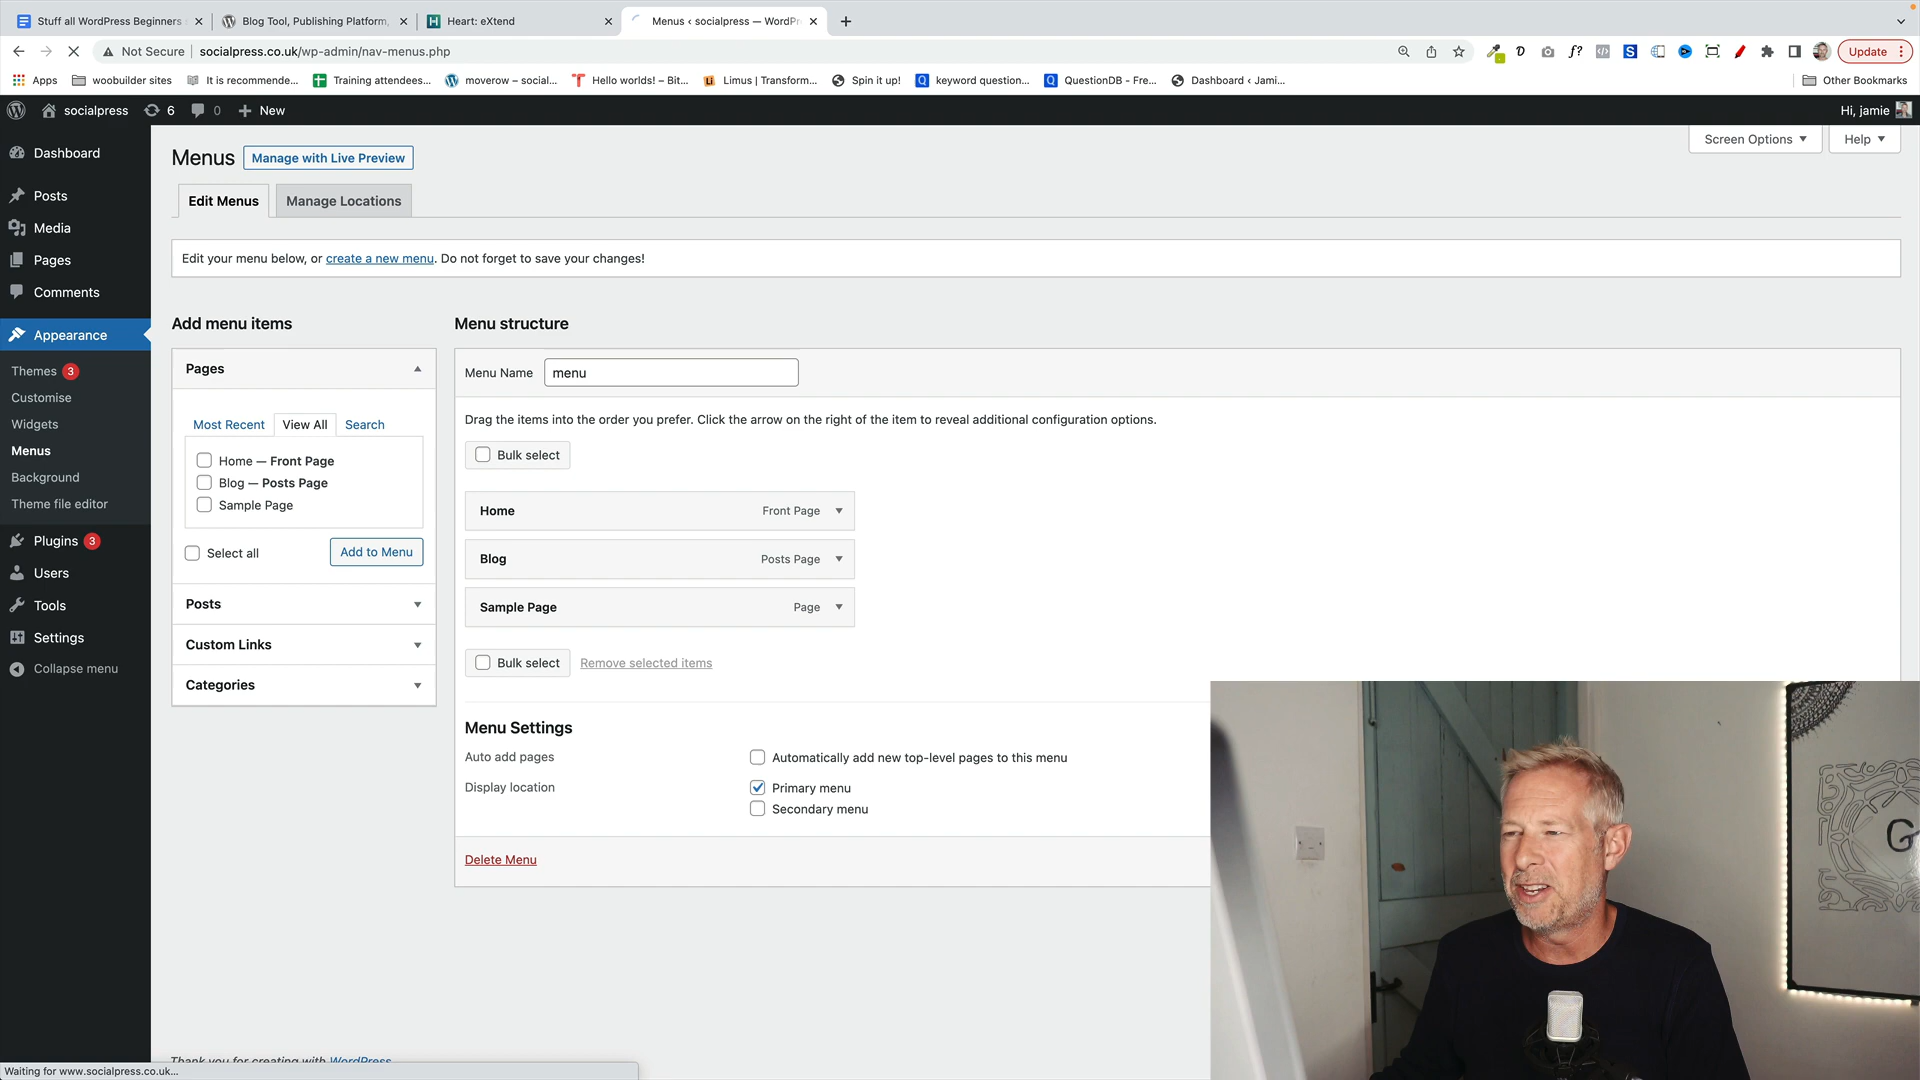 Stuff all WordPress Beginners
Blog Tool, Publishing Platform,
Heart: eXtend
Menus ‹ socialpress — WordPr
Not Secure
socialpress.co.uk/wp-admin/nav-menus.php
Update
Apps
woobuilder sites
It is recommende...
Training attendees...
moverow – social...
Hello worlds! – Bit...
Limus | Transform...
Spin it up!
keyword question...
QuestionDB - Fre...
Dashboard ‹ Jami...
Other Bookmarks
socialpress
6
0
New
Hi, jamie
Dashboard
Posts
Media
Pages
Comments
Appearance
Themes 3
Customise
Widgets
Menus
Background
Theme file editor
Plugins 3
Users
Tools
Settings
Collapse menu
Menus
Manage with Live Preview
Screen Options
Help
Edit Menus
Manage Locations
Edit your menu below, or create a new menu. Do not forget to save your changes!
Add menu items
Pages
Most Recent
View All
Search
Home — Front Page
Blog — Posts Page
Sample Page
Select all
Add to Menu
Posts
Custom Links
Categories
Menu structure
Menu Name
menu
Drag the items into the order you prefer. Click the arrow on the right of the item to reveal additional configuration options.
Bulk select
Home
Front Page
Blog
Posts Page
Sample Page
Page
Bulk select
Remove selected items
Menu Settings
Auto add pages
Automatically add new top-level pages to this menu
Display location
Primary menu
Secondary menu
Delete Menu
Thank you for creating with WordPress
Waiting for www.socialpress.co.uk...
G